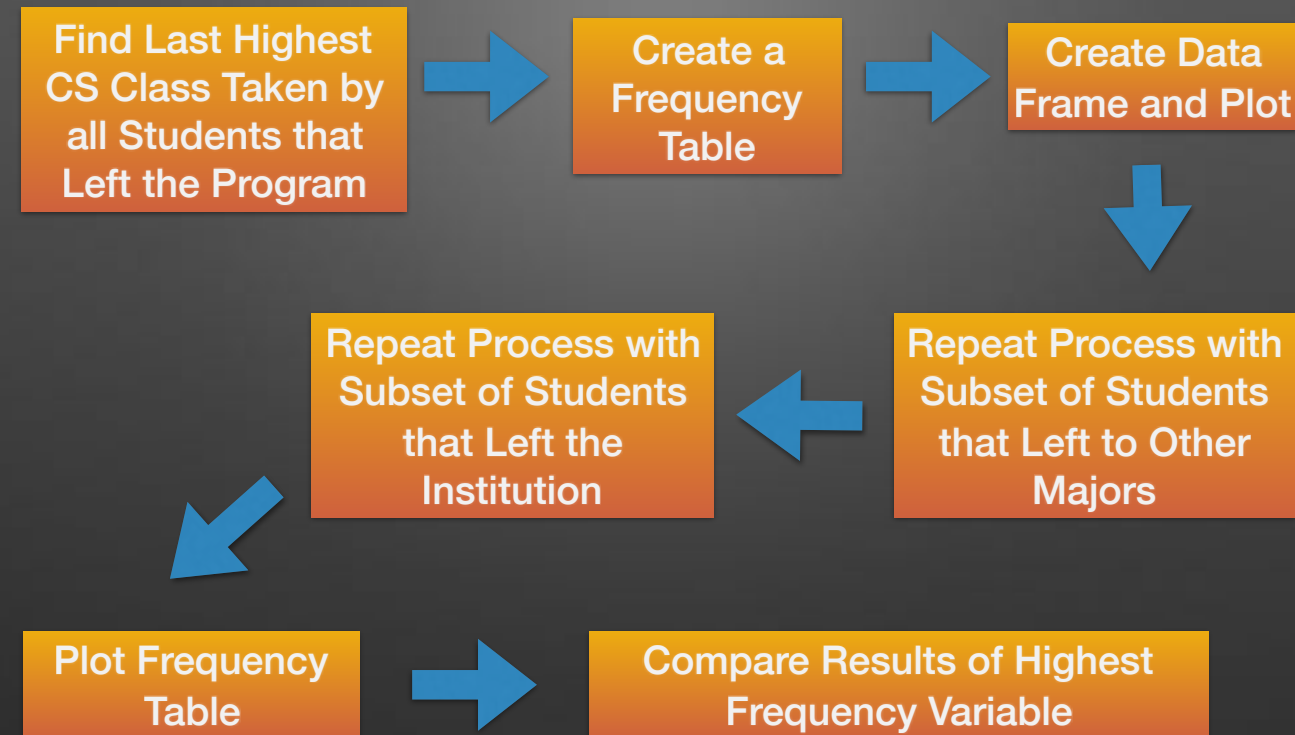 Find Last Highest
CS Class Taken by
all Students that
Left the Program
Create a
Frequency
Table
Create Data
Frame and Plot
Repeat Process with
Subset of Students
that Left to Other
Majors
Repeat Process with
Subset of Students
that Left the
Institution
Plot Frequency
Table
Compare Results of Highest
Frequency Variable